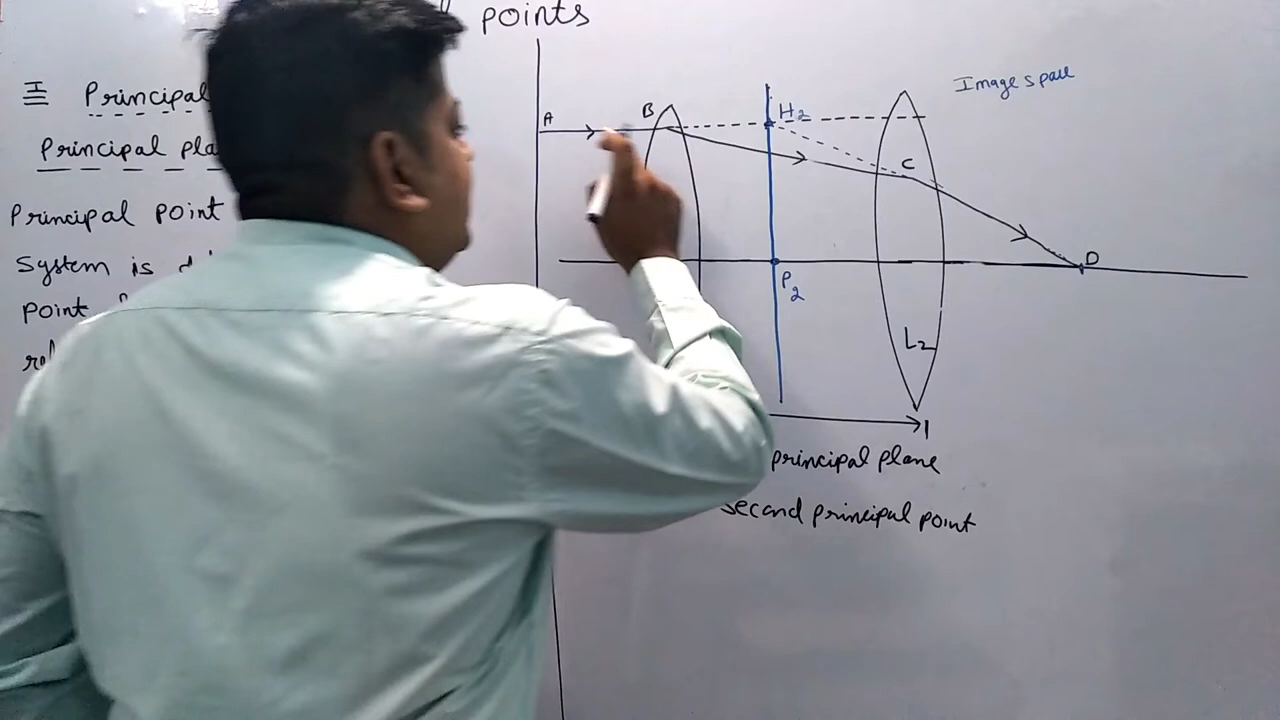 points
I Principal
Principal pla
Principal point
System is d
point
rel
A
B
H2
Image space
C
D
P2
L2
principal plane
second principal point